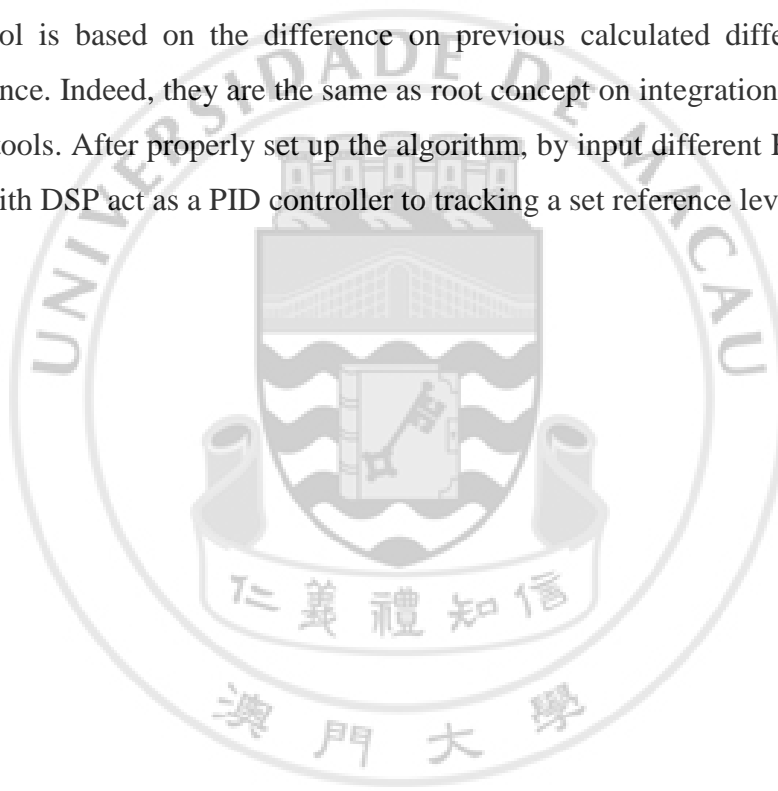 ol is based on the difference on previous calculated diffe
nce. Indeed, they are the same as root concept on integration
tools. After properly set up the algorithm, by input different
ith DSP act as a PID controller to tracking a set reference lev
UNIVERSIDADE DE MACAU
仁義禮知信
澳門大學